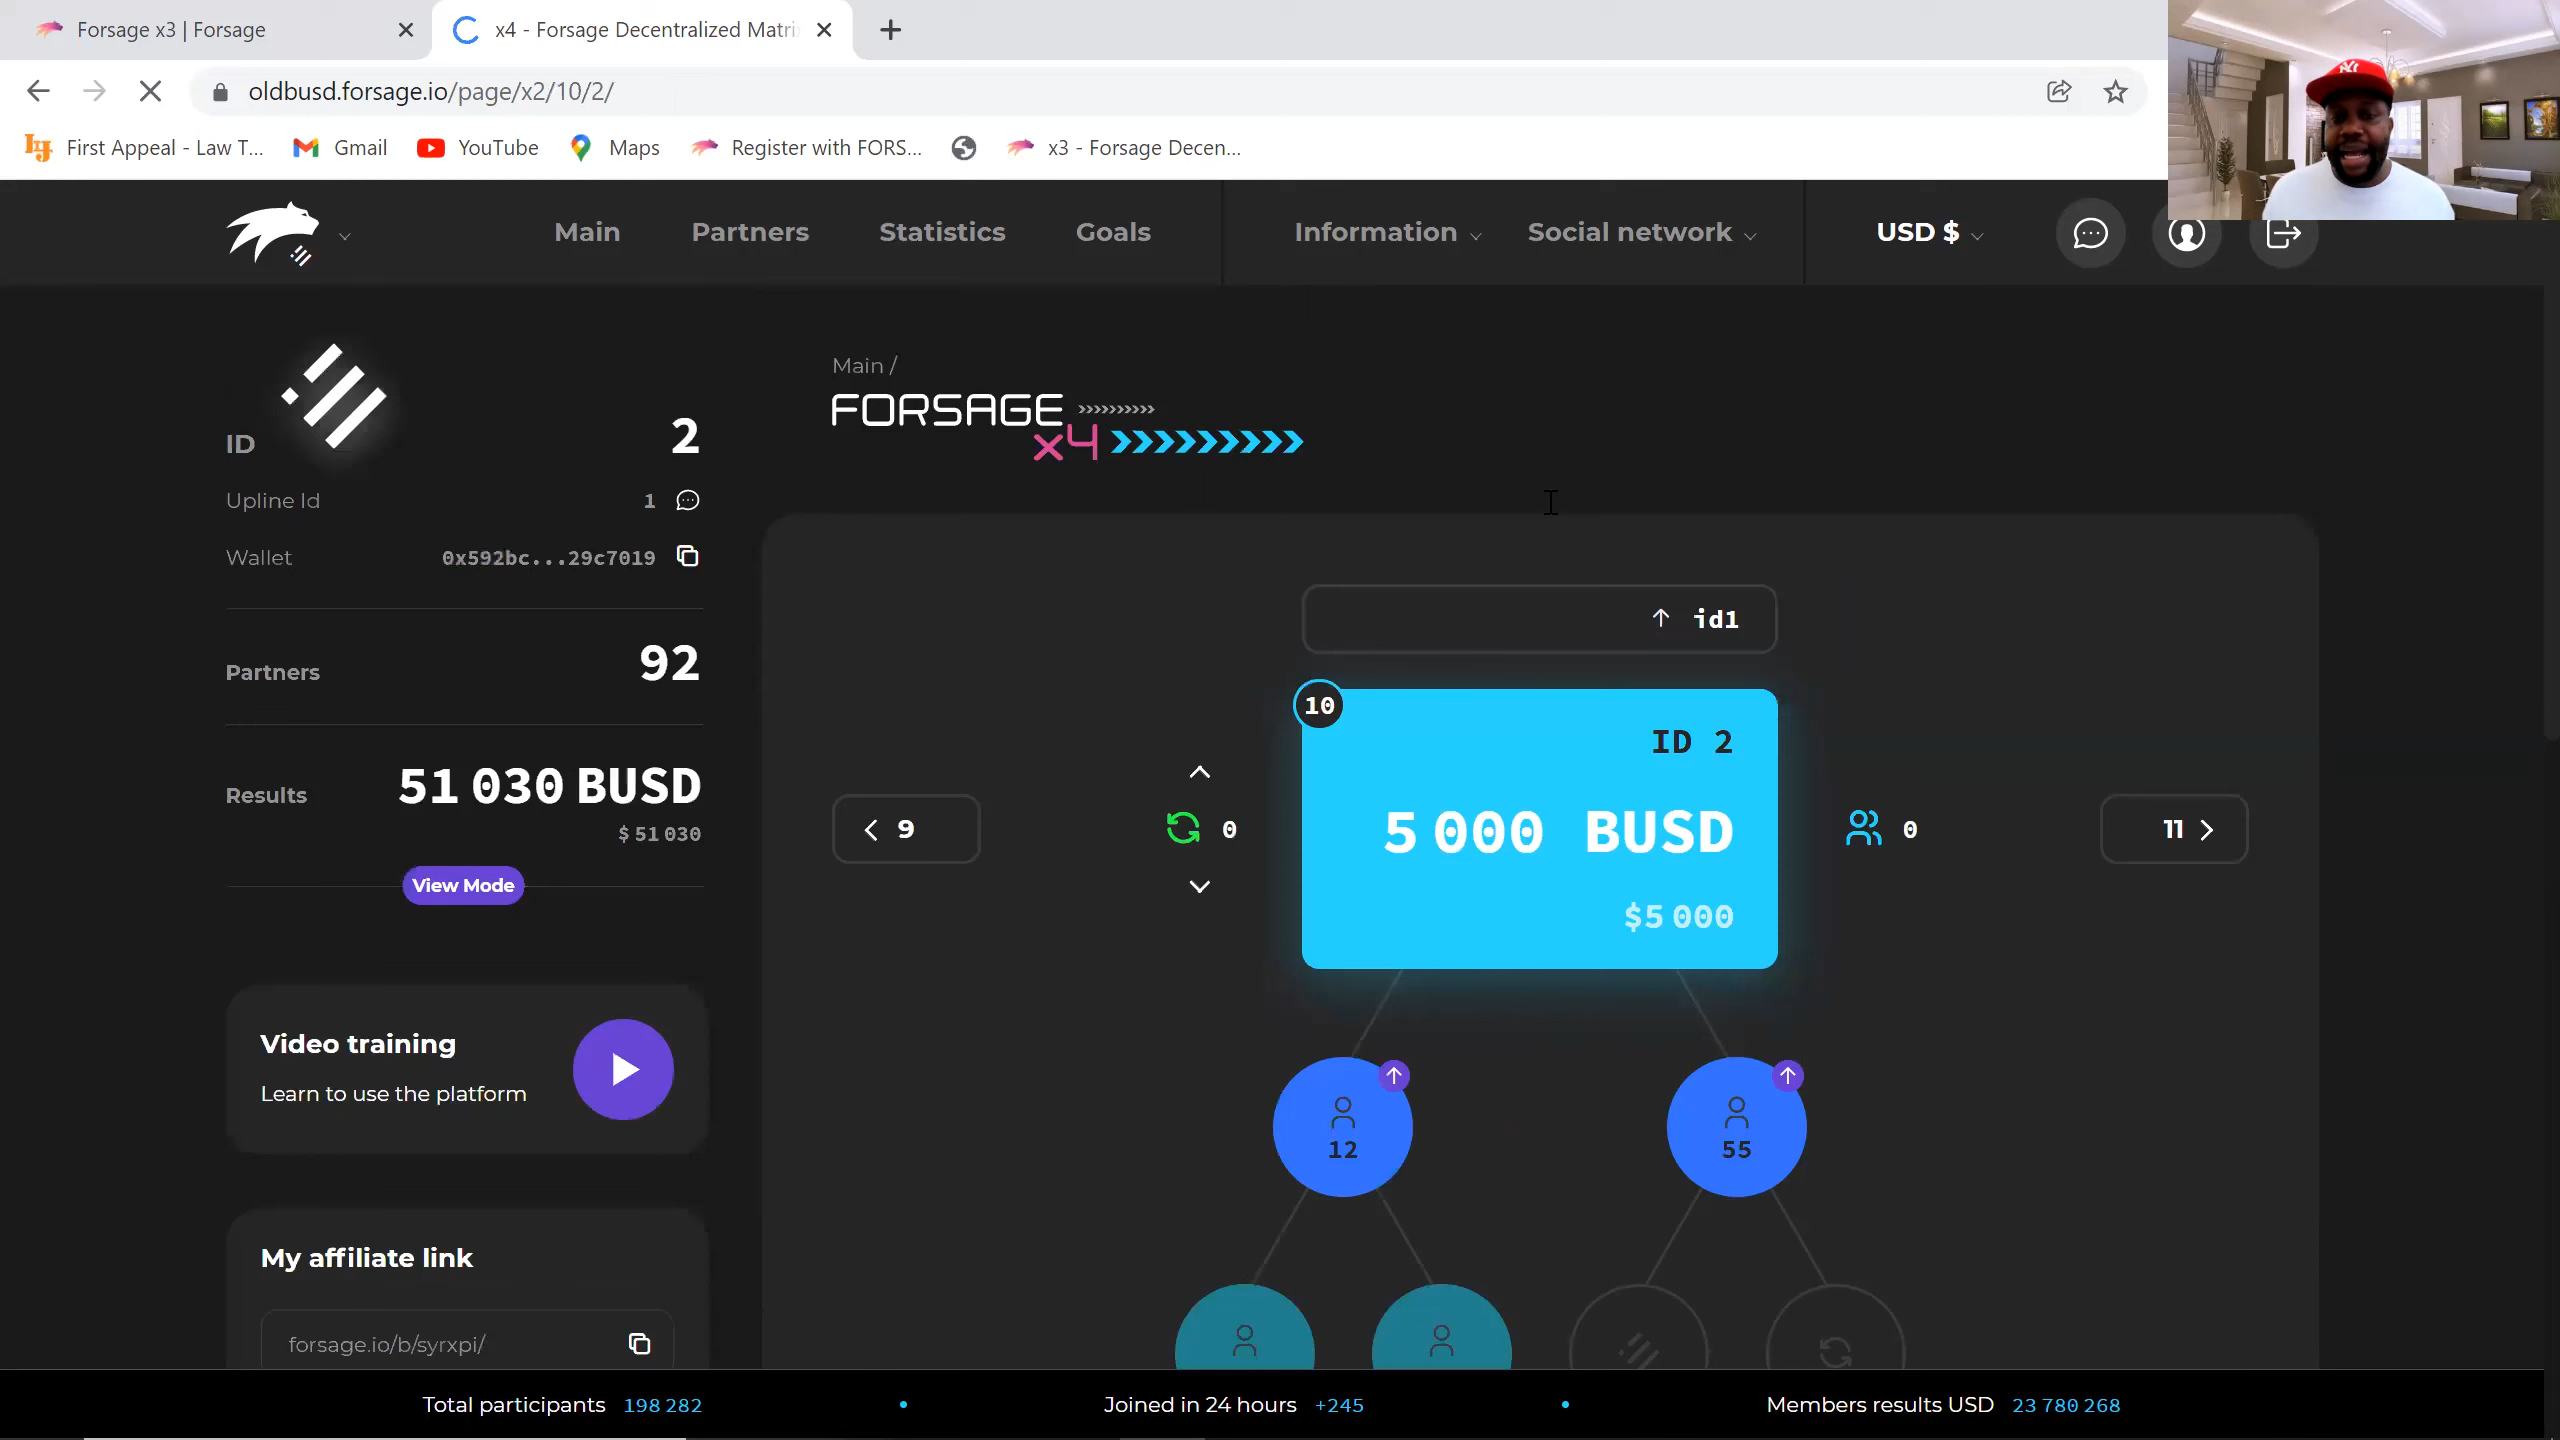 Forsage x3 | Forsage
x4 - Forsage Decentralized Matri
oldbusd.forsage.io/page/x2/10/2/
First Appeal - Law T...
Gmail
YouTube
Maps
Register with FORS...
x3 - Forsage Decen...
Main
Partners
Statistics
Goals
Information
Social network
USD $
ID
2
Upline Id
1
Wallet
0x592bc...29c7019
Partners
92
Results
51 030 BUSD
$ 51 030
View Mode
Video training
Learn to use the platform
My affiliate link
forsage.io/b/syrxpi/
Main /
FORSAGE
x4
id1
10
ID 2
5 000 BUSD
$5 000
9
0
0
11
12
55
Total participants 198 282
Joined in 24 hours +245
Members results USD 23 780 268